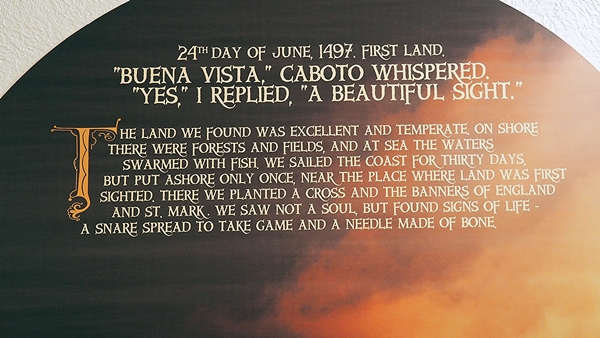 24TH DAY OF JUNE, 1497. FIRST LAND.
"BUENA VISTA," CABOTO WHISPERED.
"YES," I REPLIED, "A BEAUTIFUL SIGHT."
THE LAND WE FOUND WAS EXCELLENT AND TEMPERATE. ON SHORE
THERE WERE FORESTS AND FIELDS, AND AT SEA THE WATERS
SWARMED WITH FISH. WE SAILED THE COAST FOR THIRTY DAYS,
BUT PUT ASHORE ONLY ONCE, NEAR THE PLACE WHERE LAND WAS FIRST
SIGHTED. THERE WE PLANTED A CROSS AND THE BANNERS OF ENGLAND
AND ST. MARK. WE SAW NOT A SOUL, BUT FOUND SIGNS OF LIFE -
A SNARE SPREAD TO TAKE GAME AND A NEEDLE MADE OF BONE.